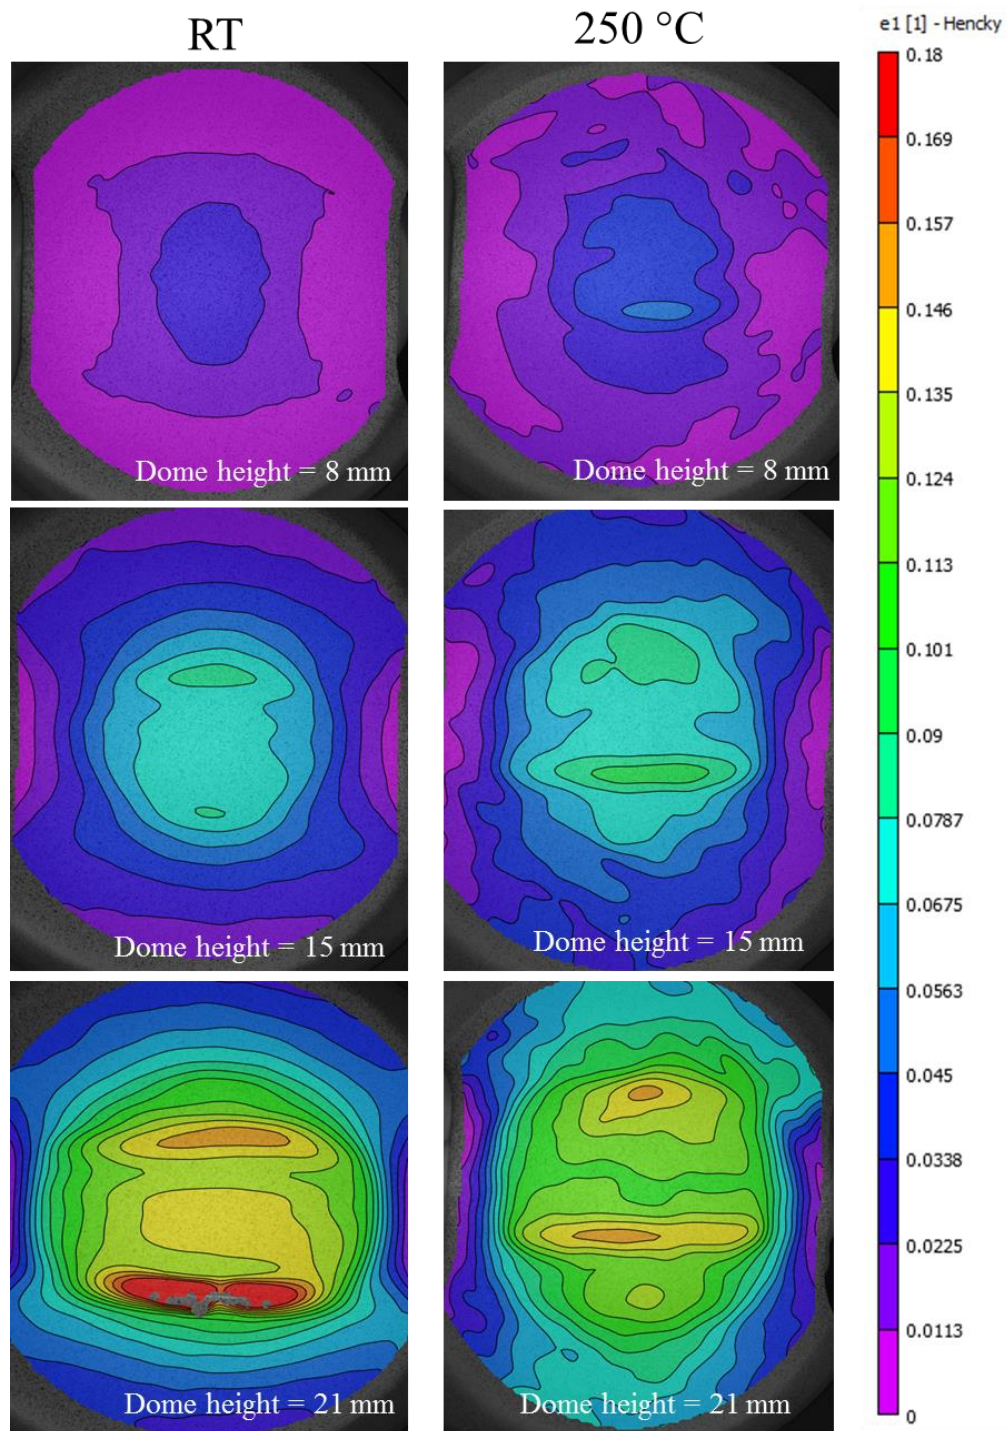 RT
250 °C
e1 [1] - Hencky
0.18
0.169
0.157
0.146
0.135
0.124
0.113
0.101
0.09
0.0787
0.0675
0.0563
0.045
0.0338
0.0225
0.0113
0
Dome height = 8 mm
Dome height = 8 mm
Dome height = 15 mm
Dome height = 15 mm
Dome height = 21 mm
Dome height = 21 mm